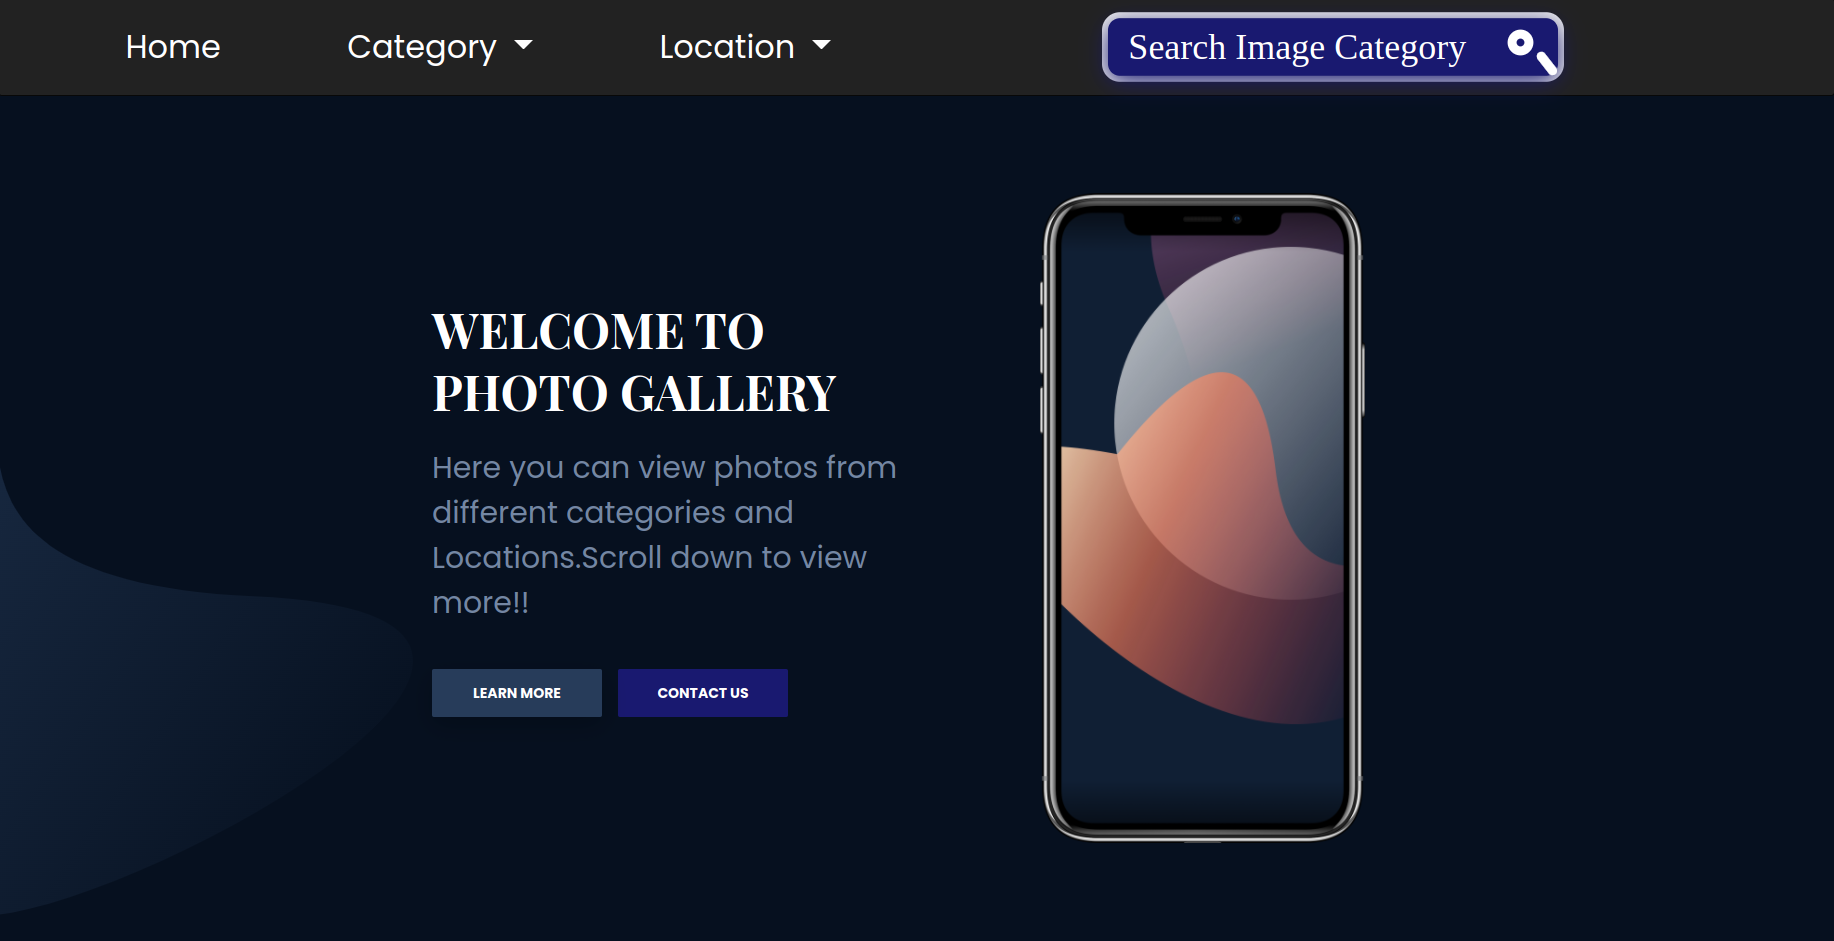 Home
Category
Location
Search Image Category
WELCOME TO
PHOTO GALLERY
Here you can view photos from
different categories and
Locations.Scroll down to view
more!!
LEARN MORE
CONTACT US